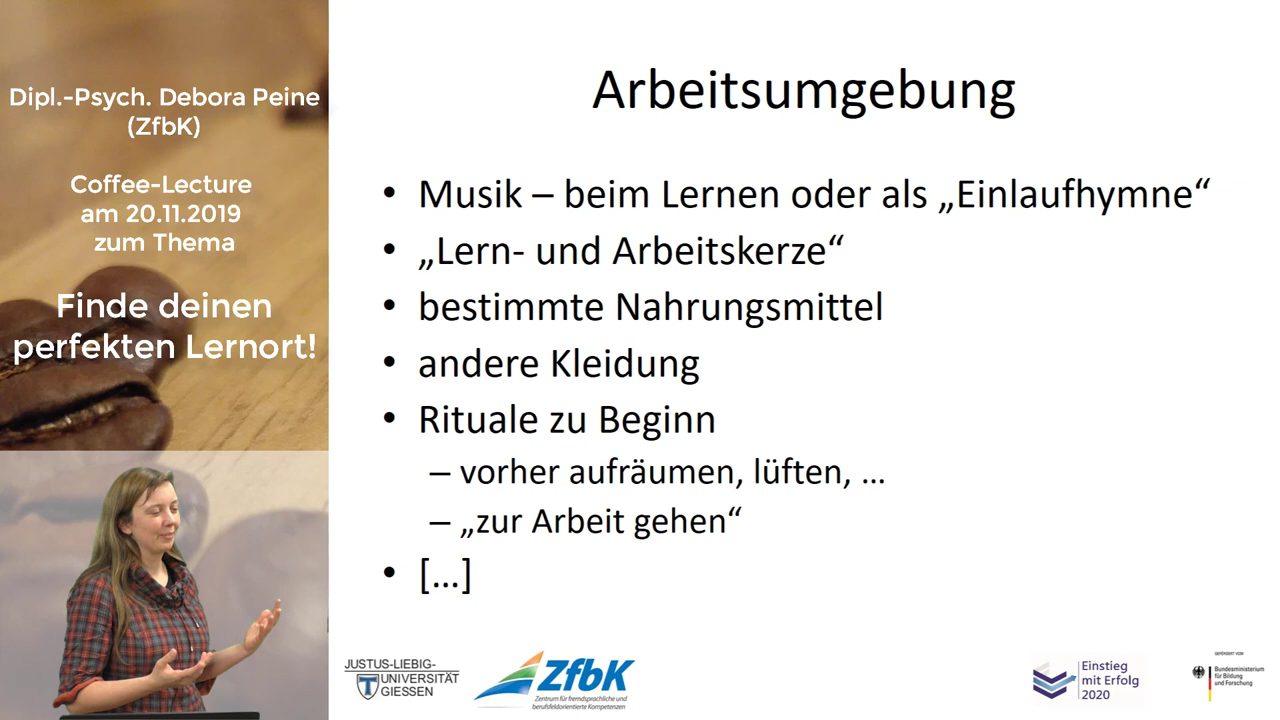 Dipl.-Psych. Debora Peine
(ZfbK)
Coffee-Lecture
am 20.11.2019
zum Thema
Finde deinen
perfekten Lernort!
Arbeitsumgebung
• Musik – beim Lernen oder als „Einlaufhymne“
• „Lern- und Arbeitskerze“
• bestimmte Nahrungsmittel
• andere Kleidung
• Rituale zu Beginn
– vorher aufräumen, lüften, …
– „zur Arbeit gehen“
• […]
JUSTUS-LIEBIG-
UNIVERSITÄT
GIESSEN
ZfbK
Zentrum für fremdsprachliche und
berufsfeldorientierte Kompetenzen
Einstieg
mit Erfolg
2020
GEFÖRDERT VOM
Bundesministerium
für Bildung
und Forschung